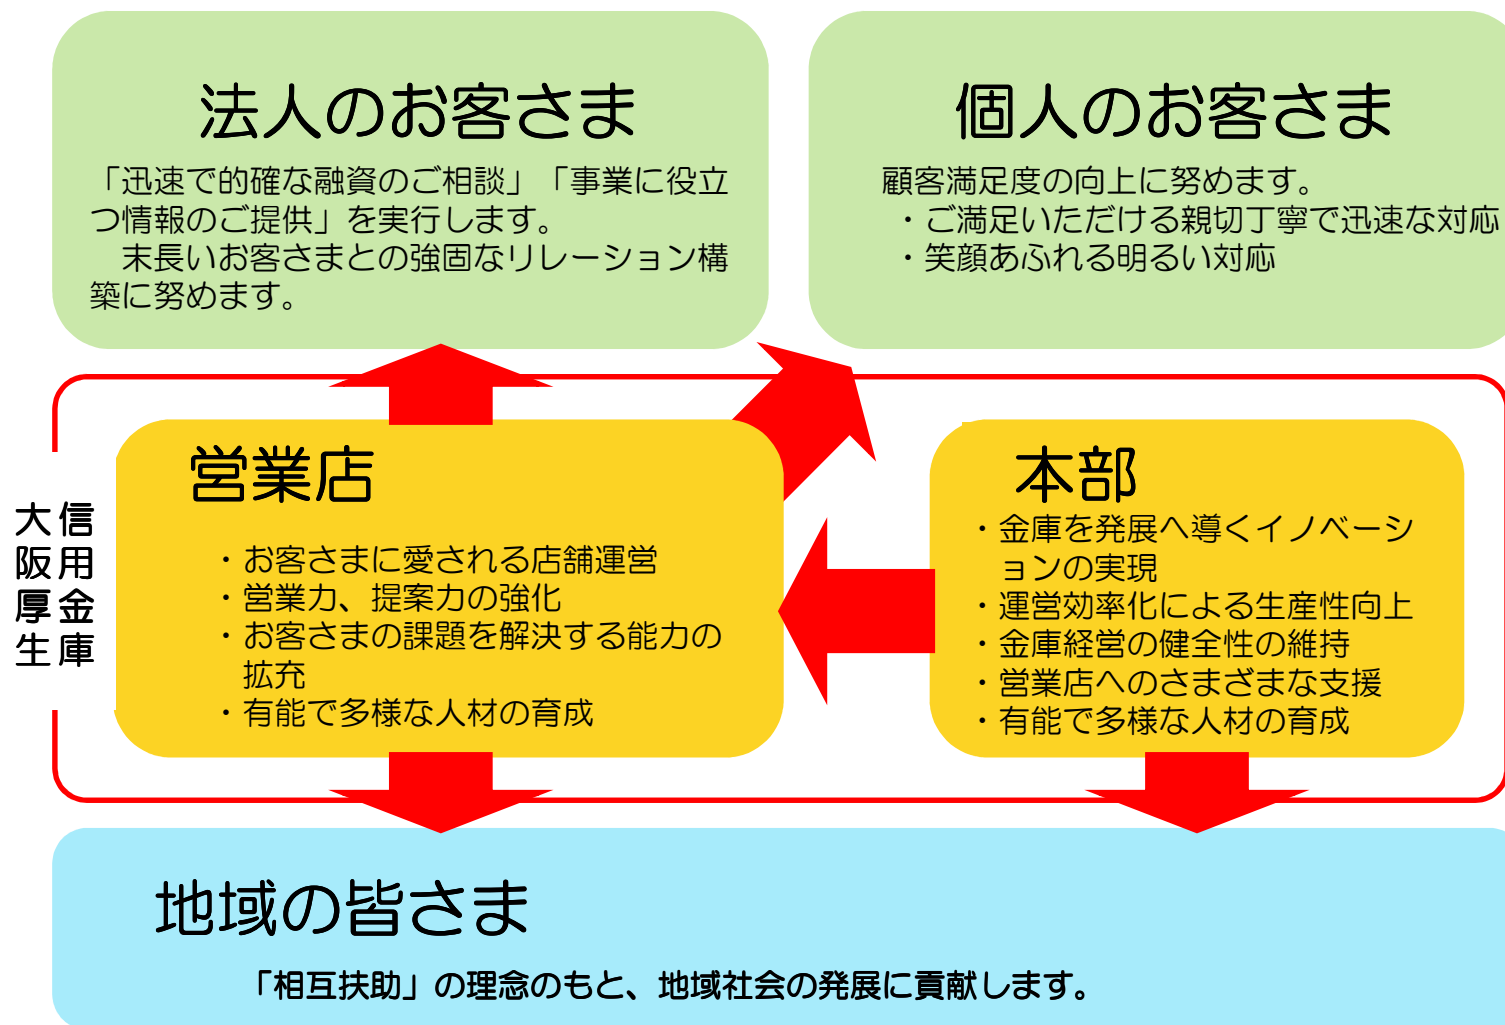 法人のお客さま
「迅速で的確な融資のご相談」「事業に役立
つ情報のご提供」を実行します。
　末長いお客さまとの強固なリレーション構
築に努めます。
個人のお客さま
顧客満足度の向上に努めます。
・ご満足いただける親切丁寧で迅速な対応
・笑顔あふれる明るい対応
大阪厚生
信用金庫
営業店
・お客さまに愛される店舗運営
・営業力、提案力の強化
・お客さまの課題を解決する能力の
拡充
・有能で多様な人材の育成
本部
・金庫を発展へ導くイノベーシ
ョンの実現
・運営効率化による生産性向上
・金庫経営の健全性の維持
・営業店へのさまざまな支援
・有能で多様な人材の育成
地域の皆さま
「相互扶助」の理念のもと、地域社会の発展に貢献します。